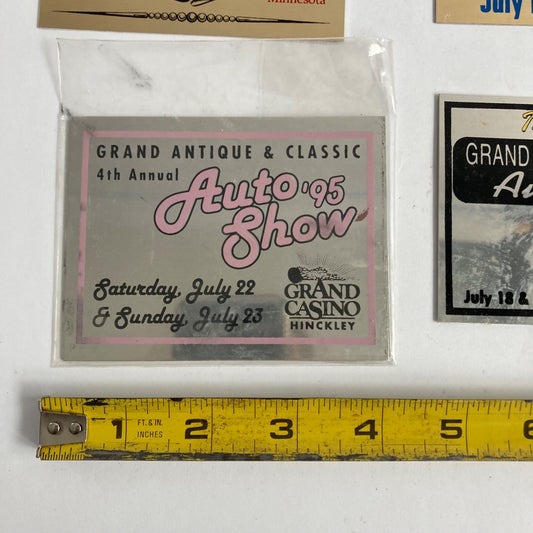 Minnesota
July
GRAND ANTIQUE & CLASSIC
4th Annual
Auto '95
Show
Saturday, July 22
& Sunday, July 23
GRAND
CASINO
HINCKLEY
GRAND
July 18 &
1 FT. & IN. INCHES 2 3 4 5 6